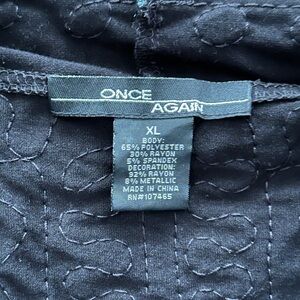 ONCE
AGAIN
XL
BODY:
65% POLYESTER
30% RAYON
5% SPANDEX
DECORATION:
92% RAYON
8% METALLIC
MADE IN CHINA
RN#107465